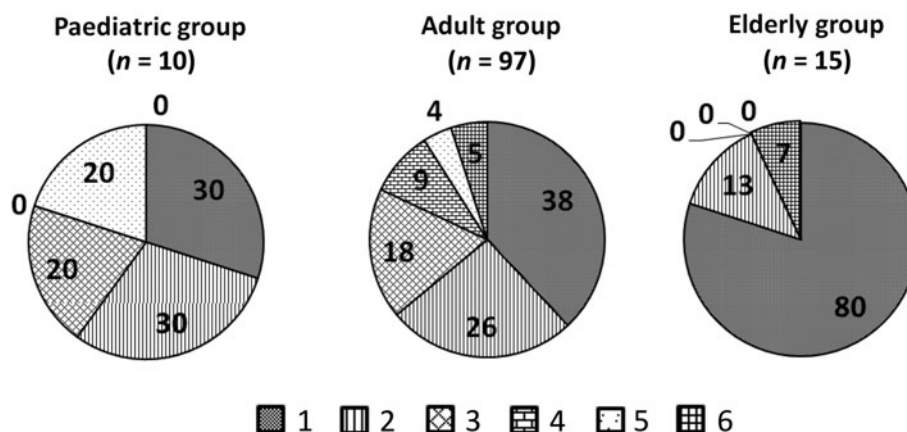 Paediatric group
(n = 10)
Adult group
(n = 97)
Elderly group
(n = 15)
0
20
30
0
20
30
4
5
9
38
18
26
0
0
0
7
13
80
1 2 3 4 5 6